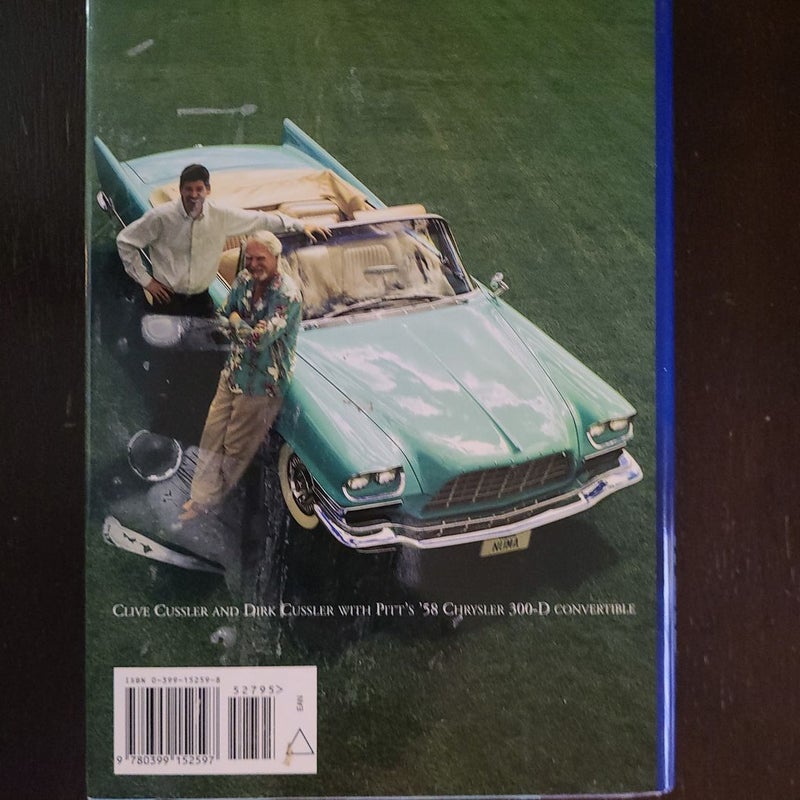 NUMA
CLIVE CUSSLER AND DIRK CUSSLER WITH PITT'S '58 CHRYSLER 300-D CONVERTIBLE
ISBN 0-399-15259-8
52795>
EAN
9 780399 152597